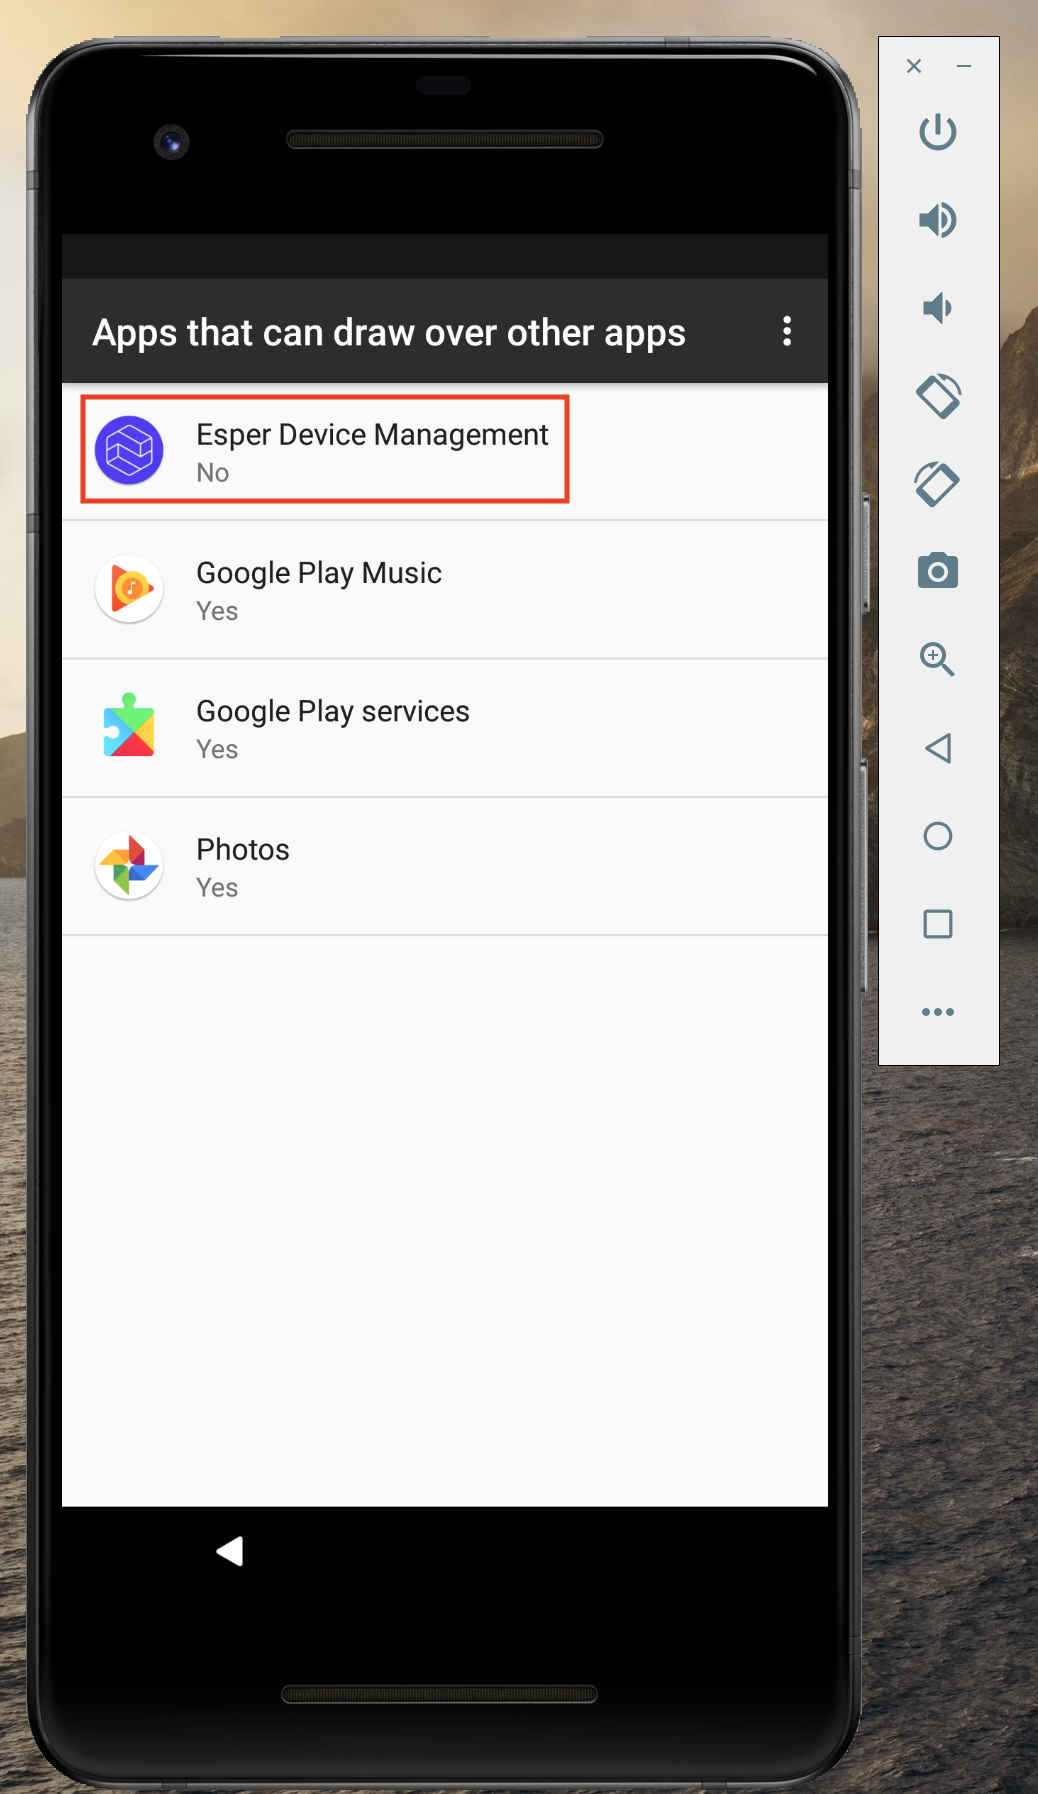 Apps that can draw over other apps
Esper Device Management
No
Google Play Music
Yes
Google Play services
Yes
Photos
Yes